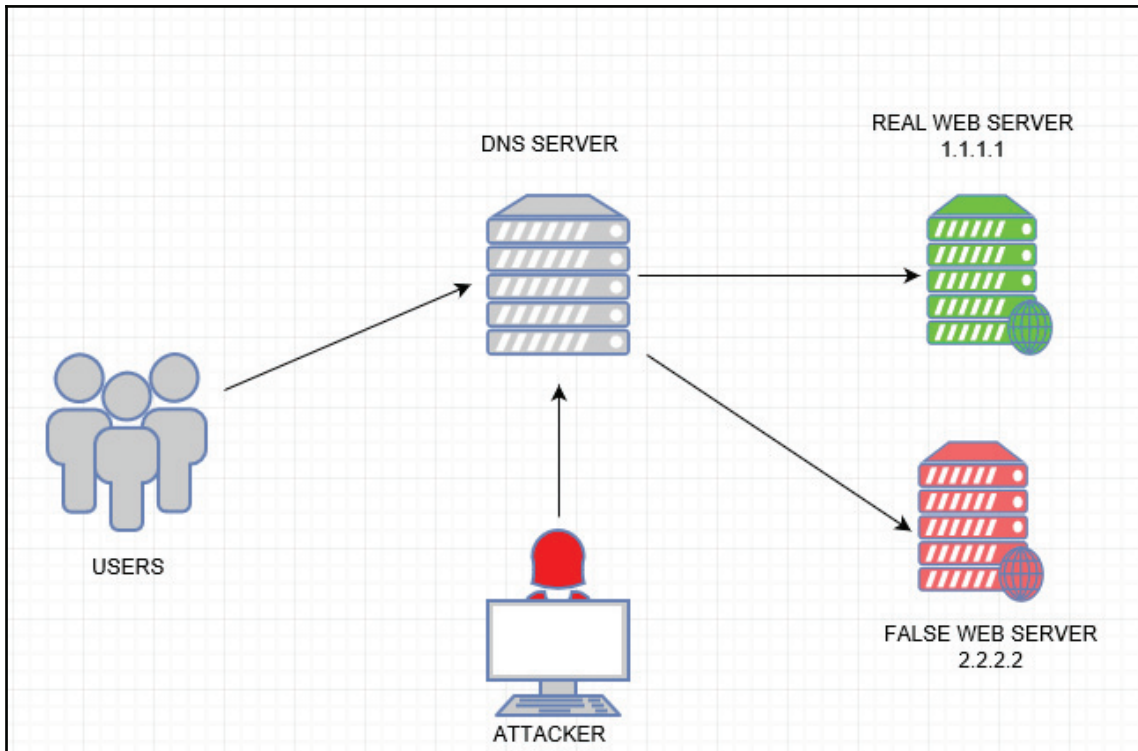 DNS SERVER
REAL WEB SERVER
1.1.1.1
USERS
FALSE WEB SERVER
2.2.2.2
ATTACKER